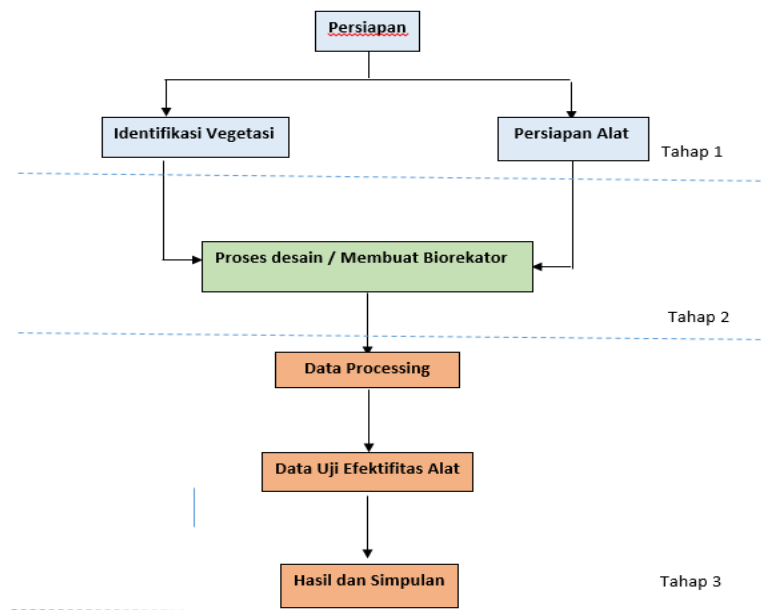 Persiapan
Identifikasi Vegetasi
Persiapan Alat
Tahap 1
Proses desain / Membuat Biorekator
Tahap 2
Data Processing
Data Uji Efektifitas Alat
Hasil dan Simpulan
Tahap 3